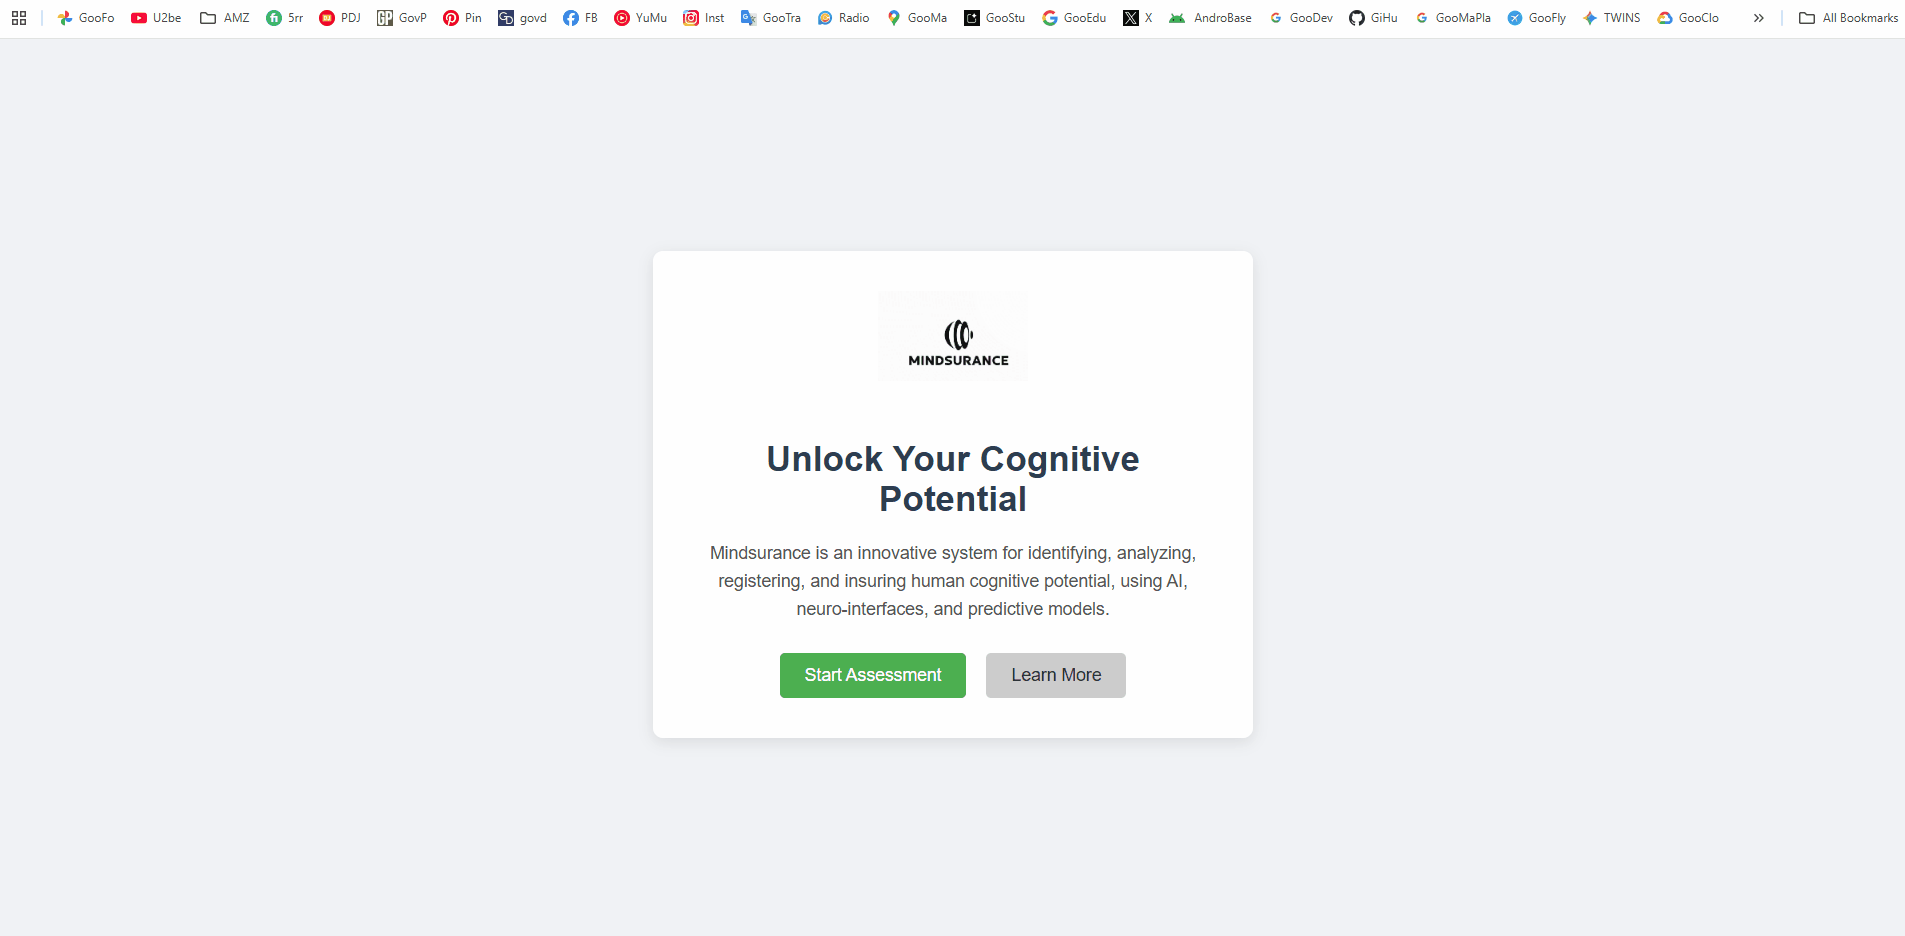 GooFo U2be AMZ 5rr PDJ GovP Pin govd FB YuMu Inst GooTra Radio GooMa GooStu GooEdu X AndroBase GooDev GiHu GooMaPla GooFly TWINS GooClo » All Bookmarks
MINDSURANCE
Unlock Your Cognitive
Potential
Mindsurance is an innovative system for identifying, analyzing,
registering, and insuring human cognitive potential, using AI,
neuro-interfaces, and predictive models.
Start Assessment Learn More